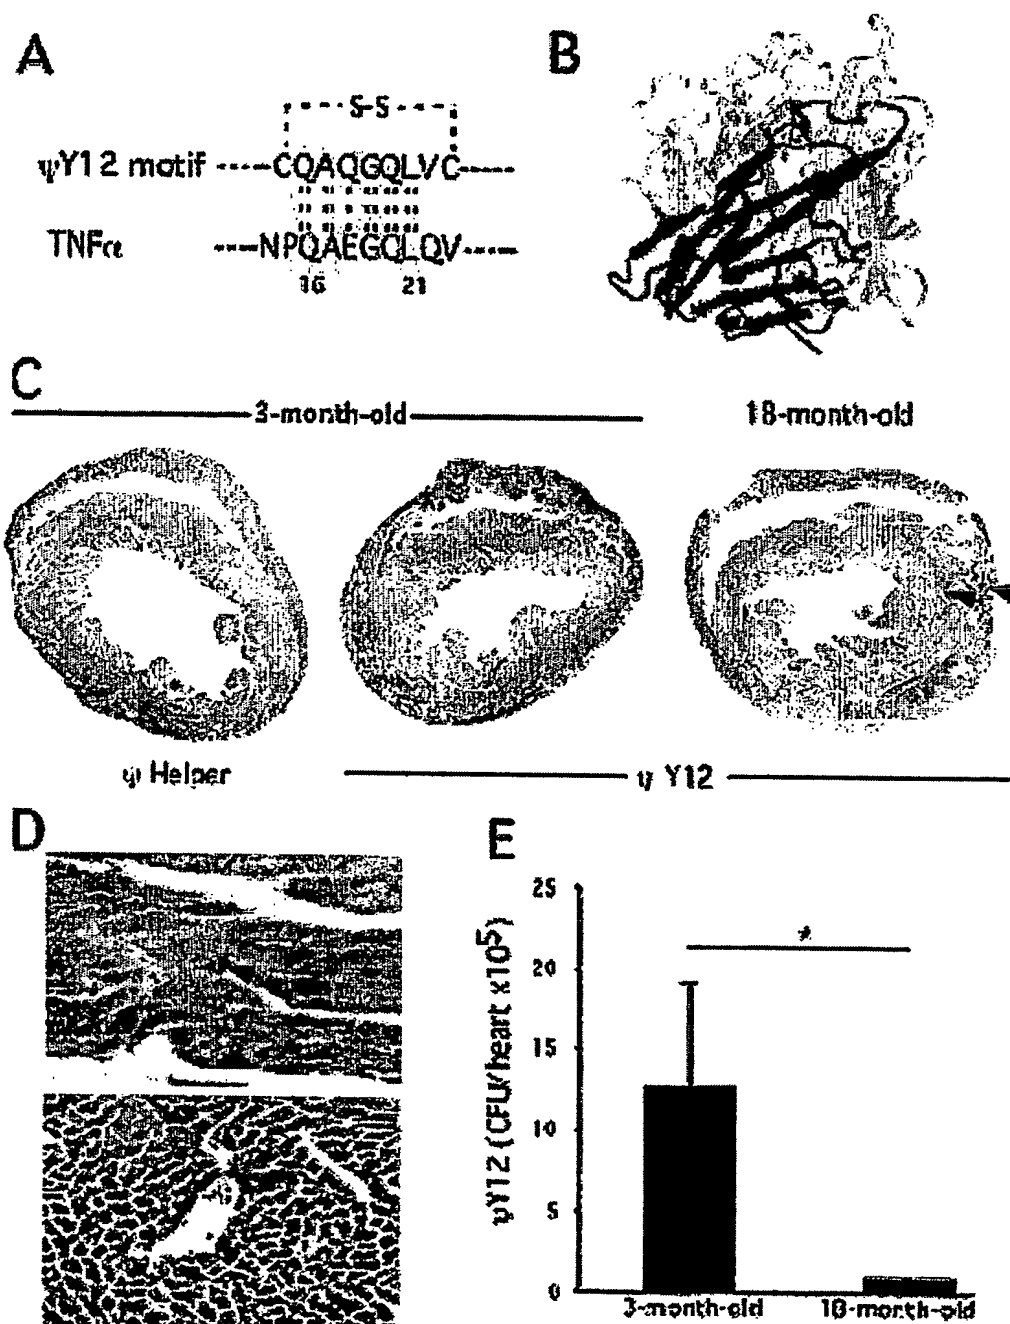 A
S-S
ψY12 motif CQAQGQLVC
TNFα NPQAEGQLQV
16 21
B
C
3-month-old 18-month-old
ψ Helper ψ Y12
D
E
ψY12 (CFU/heart x10⁵)
25
20
15
10
5
0
*
3-month-old 18-month-old